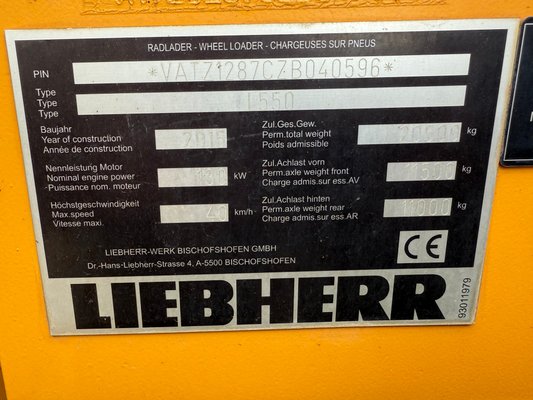 RADLADER - WHEEL LOADER - CHARGEUSES SUR PNEUS
PIN *VATZ1287CZB040596*
Type
Type L550
Type
Baujahr
Year of construction 2015
Année de construction
Zul.Ges.Gew.
Perm.total weight kg
Poids admissible
Nennleistung Motor
Nominal engine power kW
Puissance nom. moteur
Zul.Achlast vorn
Perm.axle weight front kg
Charge admis.sur ess.AV
Höchstgeschwindigkeit
Max.speed 40 km/h
Vitesse maxi.
Zul.Achlast hinten
Perm.axle weight rear kg
Charge admis.sur ess.AR
LIEBHERR-WERK BISCHOFSHOFEN GMBH
Dr.-Hans-Liebherr-Strasse 4, A-5500 BISCHOFSHOFEN
CE
LIEBHERR
93011979